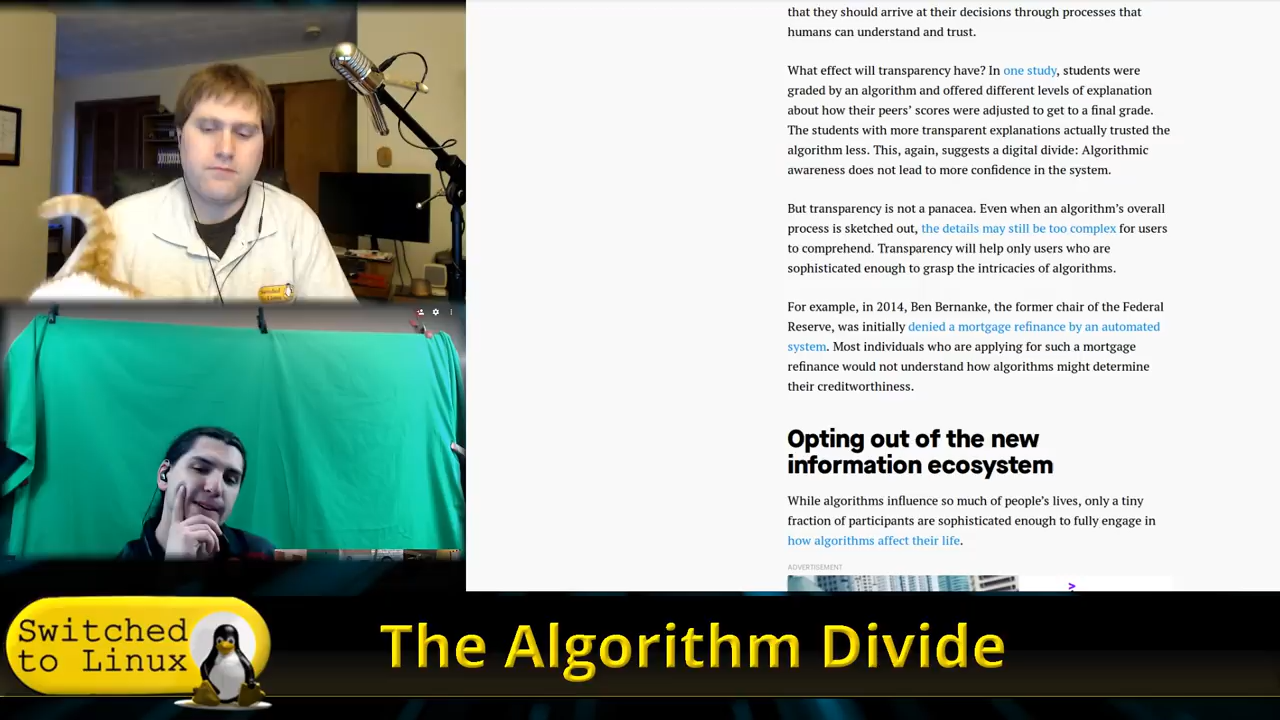 that they should arrive at their decisions through processes that
humans can understand and trust.
What effect will transparency have? In one study, students were
graded by an algorithm and offered different levels of explanation
about how their peers’ scores were adjusted to get to a final grade.
The students with more transparent explanations actually trusted the
algorithm less. This, again, suggests a digital divide: Algorithmic
awareness does not lead to more confidence in the system.
But transparency is not a panacea. Even when an algorithm’s overall
process is sketched out, the details may still be too complex for users
to comprehend. Transparency will help only users who are
sophisticated enough to grasp the intricacies of algorithms.
For example, in 2014, Ben Bernanke, the former chair of the Federal
Reserve, was initially denied a mortgage refinance by an automated
system. Most individuals who are applying for such a mortgage
refinance would not understand how algorithms might determine
their creditworthiness.
Opting out of the new
information ecosystem
While algorithms influence so much of people’s lives, only a tiny
fraction of participants are sophisticated enough to fully engage in
how algorithms affect their life.
ADVERTISEMENT
Switched
to Linux
The Algorithm Divide